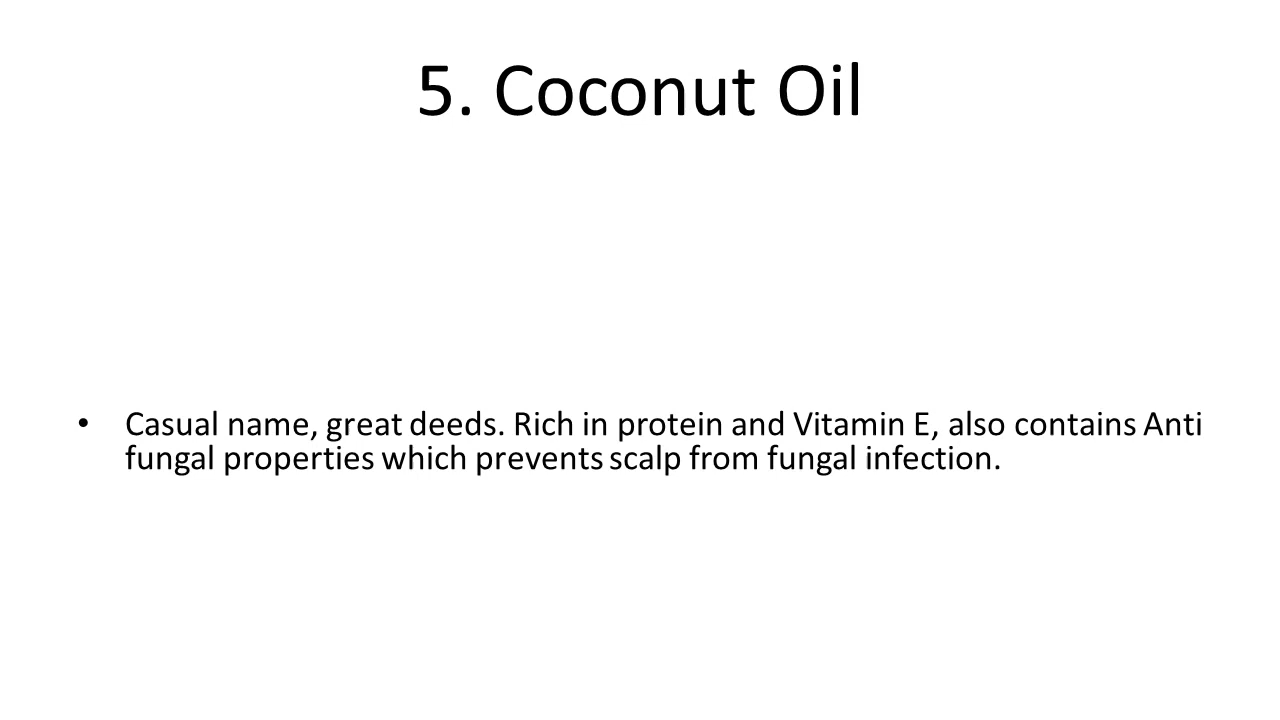 5. Coconut Oil
• Casual name, great deeds. Rich in protein and Vitamin E, also contains Anti
fungal properties which prevents scalp from fungal infection.